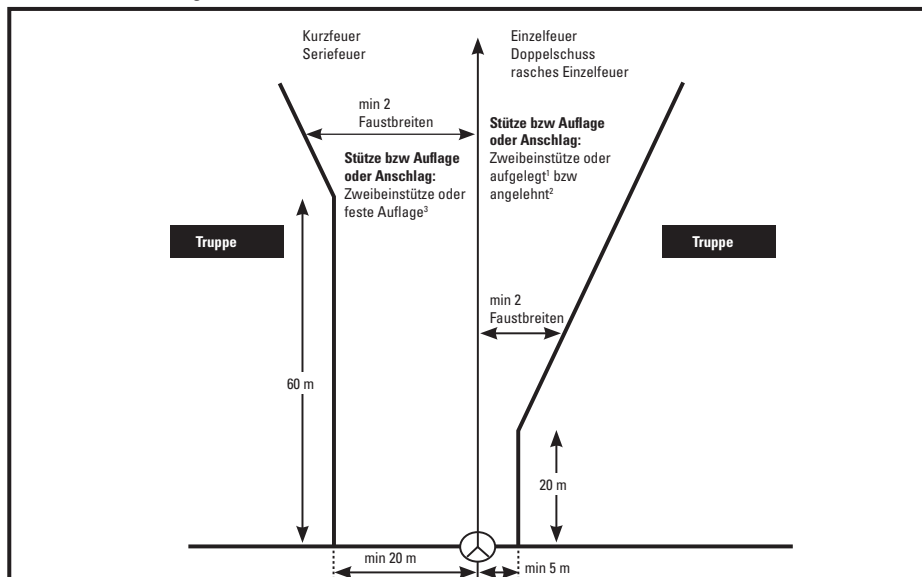 Kurzfeuer
Seriefeuer
Einzelfeuer
Doppelschuss
rasches Einzelfeuer
min 2
Faustbreiten
Stütze bzw Auflage
oder Anschlag:
Zweibeinstütze oder
feste Auflage³
Stütze bzw Auflage
oder Anschlag:
Zweibeinstütze oder
aufgelegt¹ bzw
angelehnt²
Truppe
Truppe
min 2
Faustbreiten
60 m
20 m
min 20 m
min 5 m